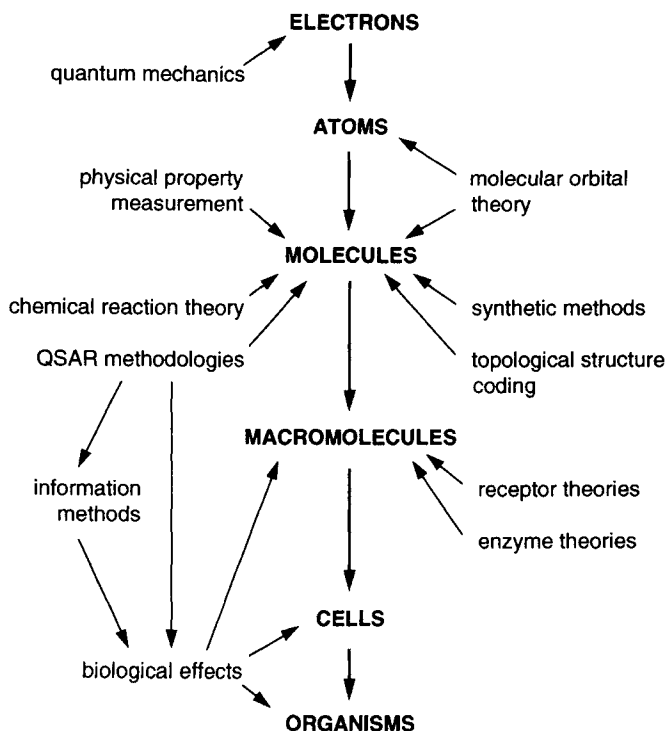 ELECTRONS
quantum mechanics
ATOMS
physical property
measurement
molecular orbital
theory
MOLECULES
chemical reaction theory
synthetic methods
QSAR methodologies
topological structure
coding
MACROMOLECULES
information
methods
receptor theories
enzyme theories
CELLS
biological effects
ORGANISMS